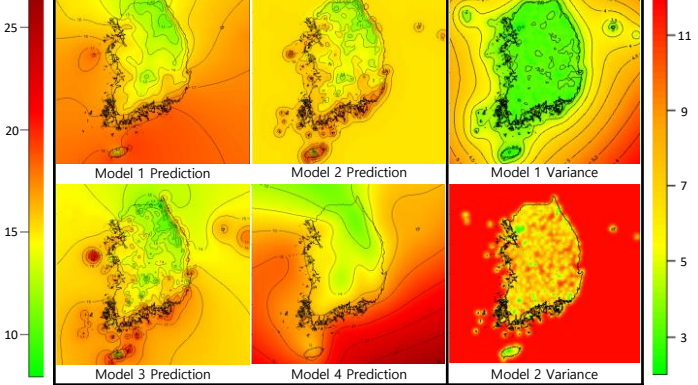 25
20
15
10
Model 1 Prediction
Model 2 Prediction
Model 1 Variance
Model 3 Prediction
Model 4 Prediction
Model 2 Variance
11
9
7
5
3